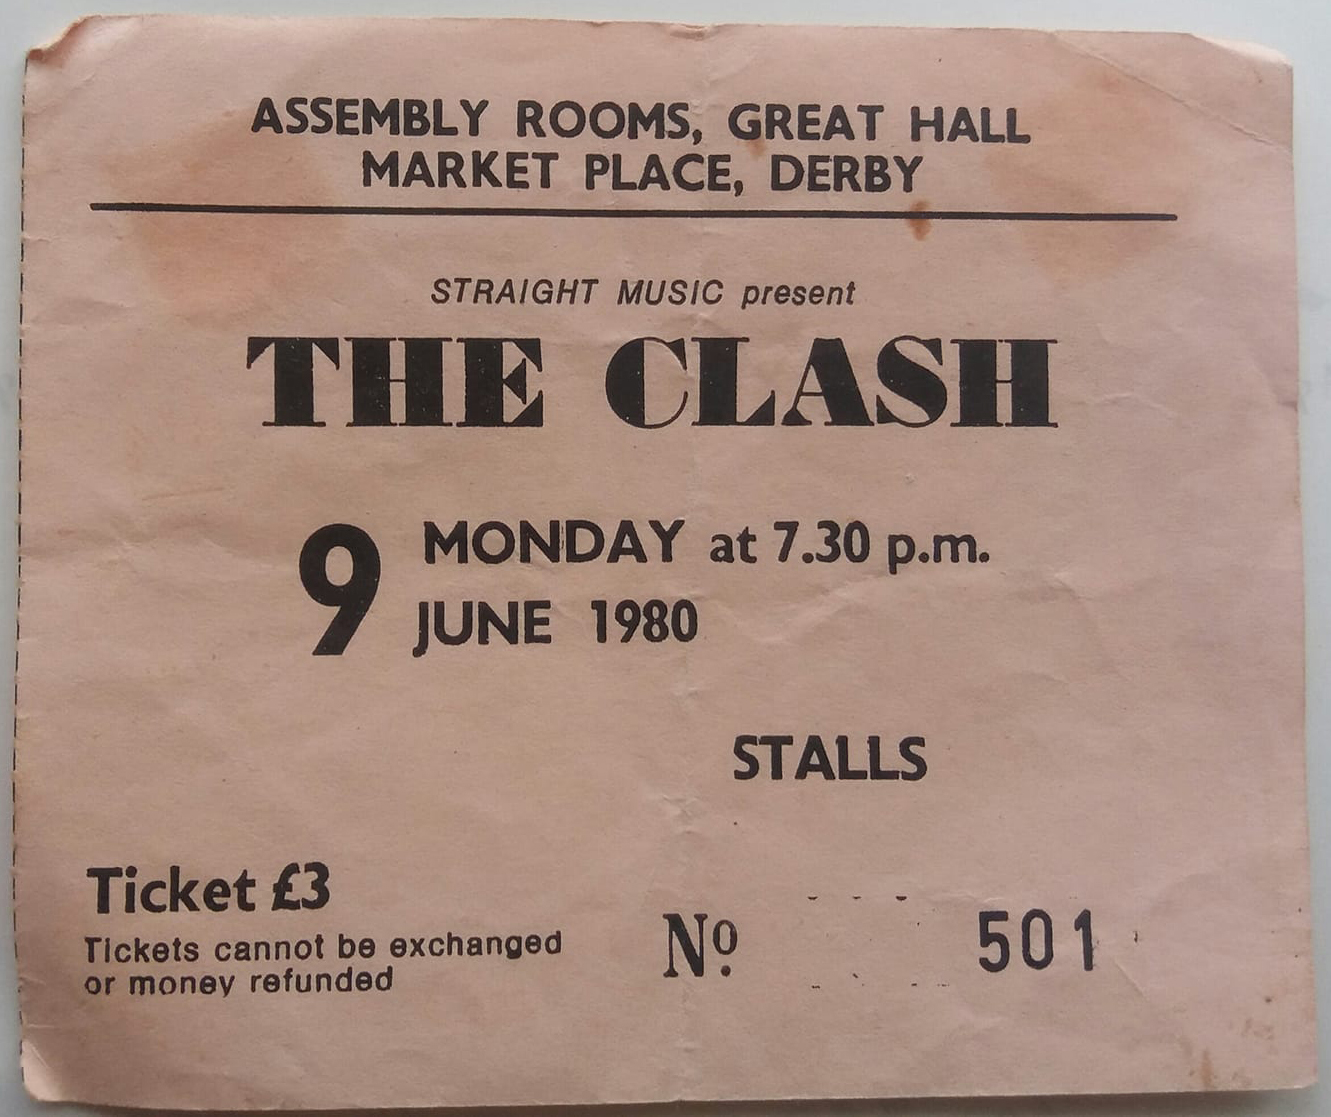 ASSEMBLY ROOMS, GREAT HALL
MARKET PLACE, DERBY
STRAIGHT MUSIC present
THE CLASH
9 MONDAY at 7.30 p.m.
JUNE 1980
STALLS
Ticket £3
Tickets cannot be exchanged
or money refunded
Nº 501